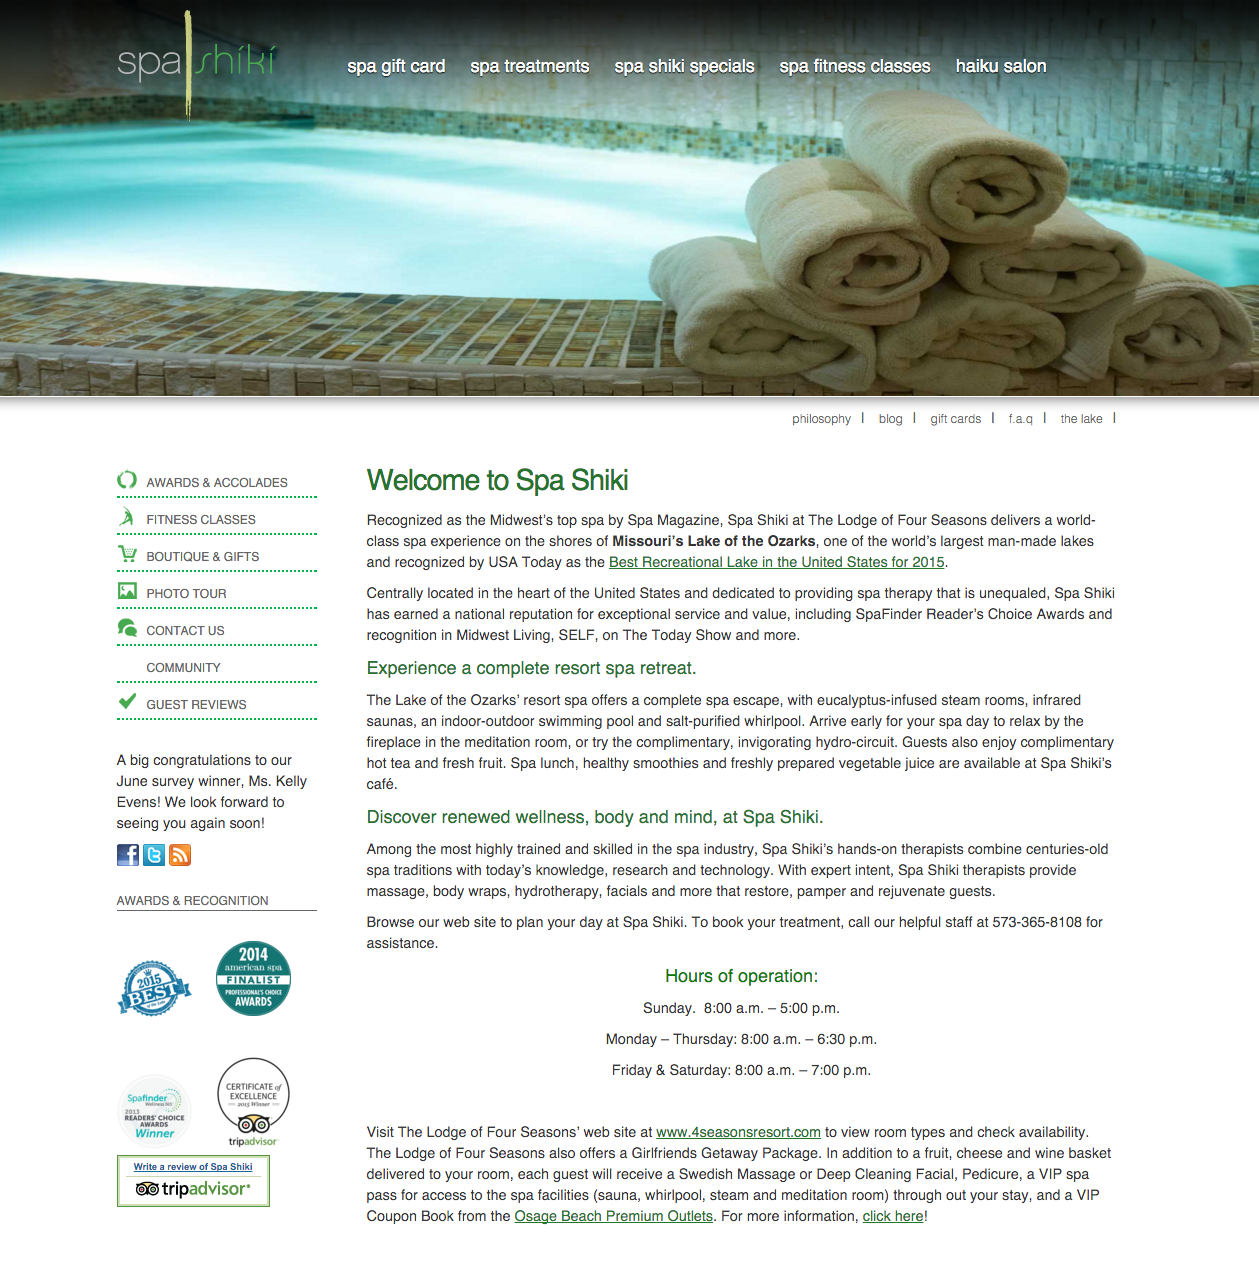 spa shiki
spa gift card spa treatments spa shiki specials spa fitness classes haiku salon
philosophy | blog | gift cards | f.a.q | the lake |
AWARDS & ACCOLADES
FITNESS CLASSES
BOUTIQUE & GIFTS
PHOTO TOUR
CONTACT US
COMMUNITY
GUEST REVIEWS
A big congratulations to our
June survey winner, Ms. Kelly
Evens! We look forward to
seeing you again soon!
AWARDS & RECOGNITION
2015
BEST
of the Lake
2014
american spa
FINALIST
PROFESSIONAL'S CHOICE
AWARDS
Spafinder
Wellness 365
2013
READERS' CHOICE
AWARDS
Winner
CERTIFICATE of
EXCELLENCE
2015 Winner
tripadvisor
Write a review of Spa Shiki
tripadvisor
Welcome to Spa Shiki
Recognized as the Midwest's top spa by Spa Magazine, Spa Shiki at The Lodge of Four Seasons delivers a world-
class spa experience on the shores of Missouri's Lake of the Ozarks, one of the world's largest man-made lakes
and recognized by USA Today as the Best Recreational Lake in the United States for 2015.
Centrally located in the heart of the United States and dedicated to providing spa therapy that is unequaled, Spa Shiki
has earned a national reputation for exceptional service and value, including SpaFinder Reader's Choice Awards and
recognition in Midwest Living, SELF, on The Today Show and more.
Experience a complete resort spa retreat.
The Lake of the Ozarks' resort spa offers a complete spa escape, with eucalyptus-infused steam rooms, infrared
saunas, an indoor-outdoor swimming pool and salt-purified whirlpool. Arrive early for your spa day to relax by the
fireplace in the meditation room, or try the complimentary, invigorating hydro-circuit. Guests also enjoy complimentary
hot tea and fresh fruit. Spa lunch, healthy smoothies and freshly prepared vegetable juice are available at Spa Shiki's
café.
Discover renewed wellness, body and mind, at Spa Shiki.
Among the most highly trained and skilled in the spa industry, Spa Shiki's hands-on therapists combine centuries-old
spa traditions with today's knowledge, research and technology. With expert intent, Spa Shiki therapists provide
massage, body wraps, hydrotherapy, facials and more that restore, pamper and rejuvenate guests.
Browse our web site to plan your day at Spa Shiki. To book your treatment, call our helpful staff at 573-365-8108 for
assistance.
Hours of operation:
Sunday. 8:00 a.m. – 5:00 p.m.
Monday – Thursday: 8:00 a.m. – 6:30 p.m.
Friday & Saturday: 8:00 a.m. – 7:00 p.m.
Visit The Lodge of Four Seasons' web site at www.4seasonsresort.com to view room types and check availability.
The Lodge of Four Seasons also offers a Girlfriends Getaway Package. In addition to a fruit, cheese and wine basket
delivered to your room, each guest will receive a Swedish Massage or Deep Cleaning Facial, Pedicure, a VIP spa
pass for access to the spa facilities (sauna, whirlpool, steam and meditation room) through out your stay, and a VIP
Coupon Book from the Osage Beach Premium Outlets. For more information, click here!